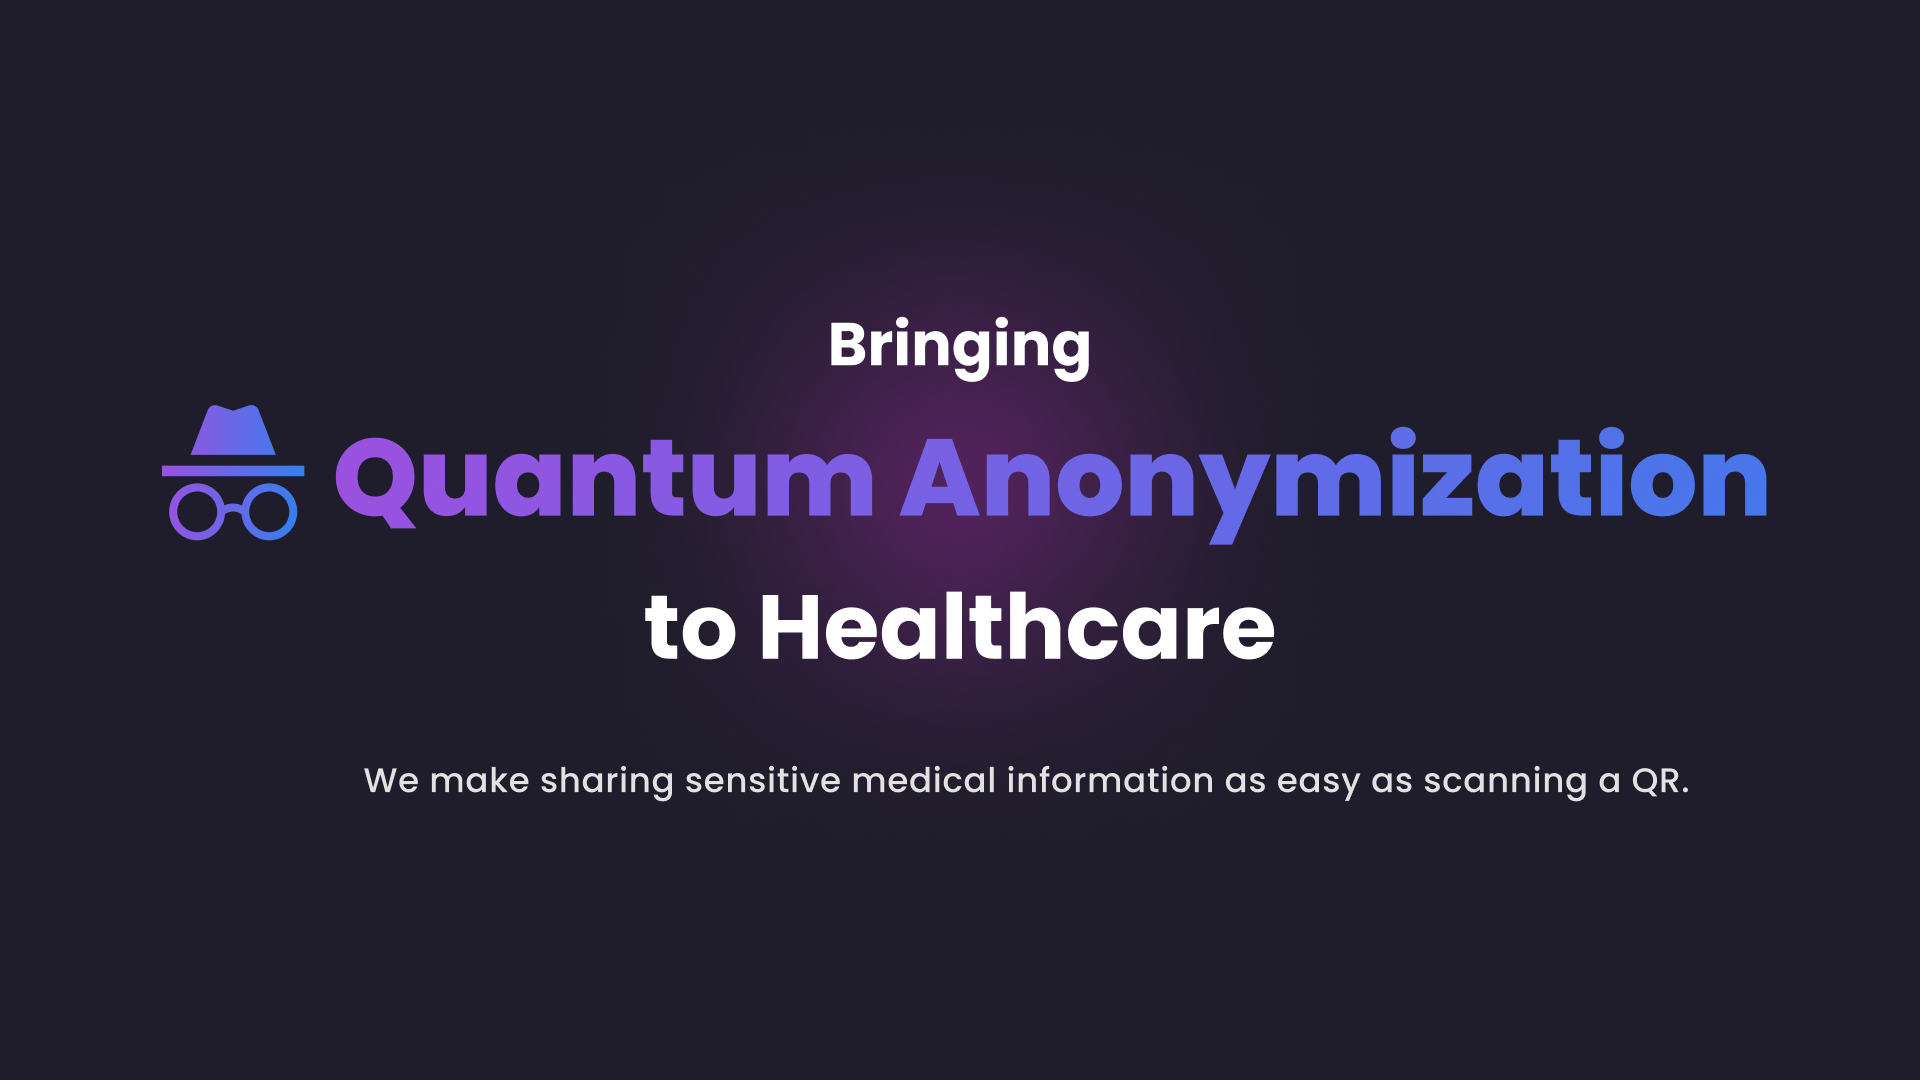 Bringing
Quantum Anonymization
to Healthcare
We make sharing sensitive medical information as easy as scanning a QR.